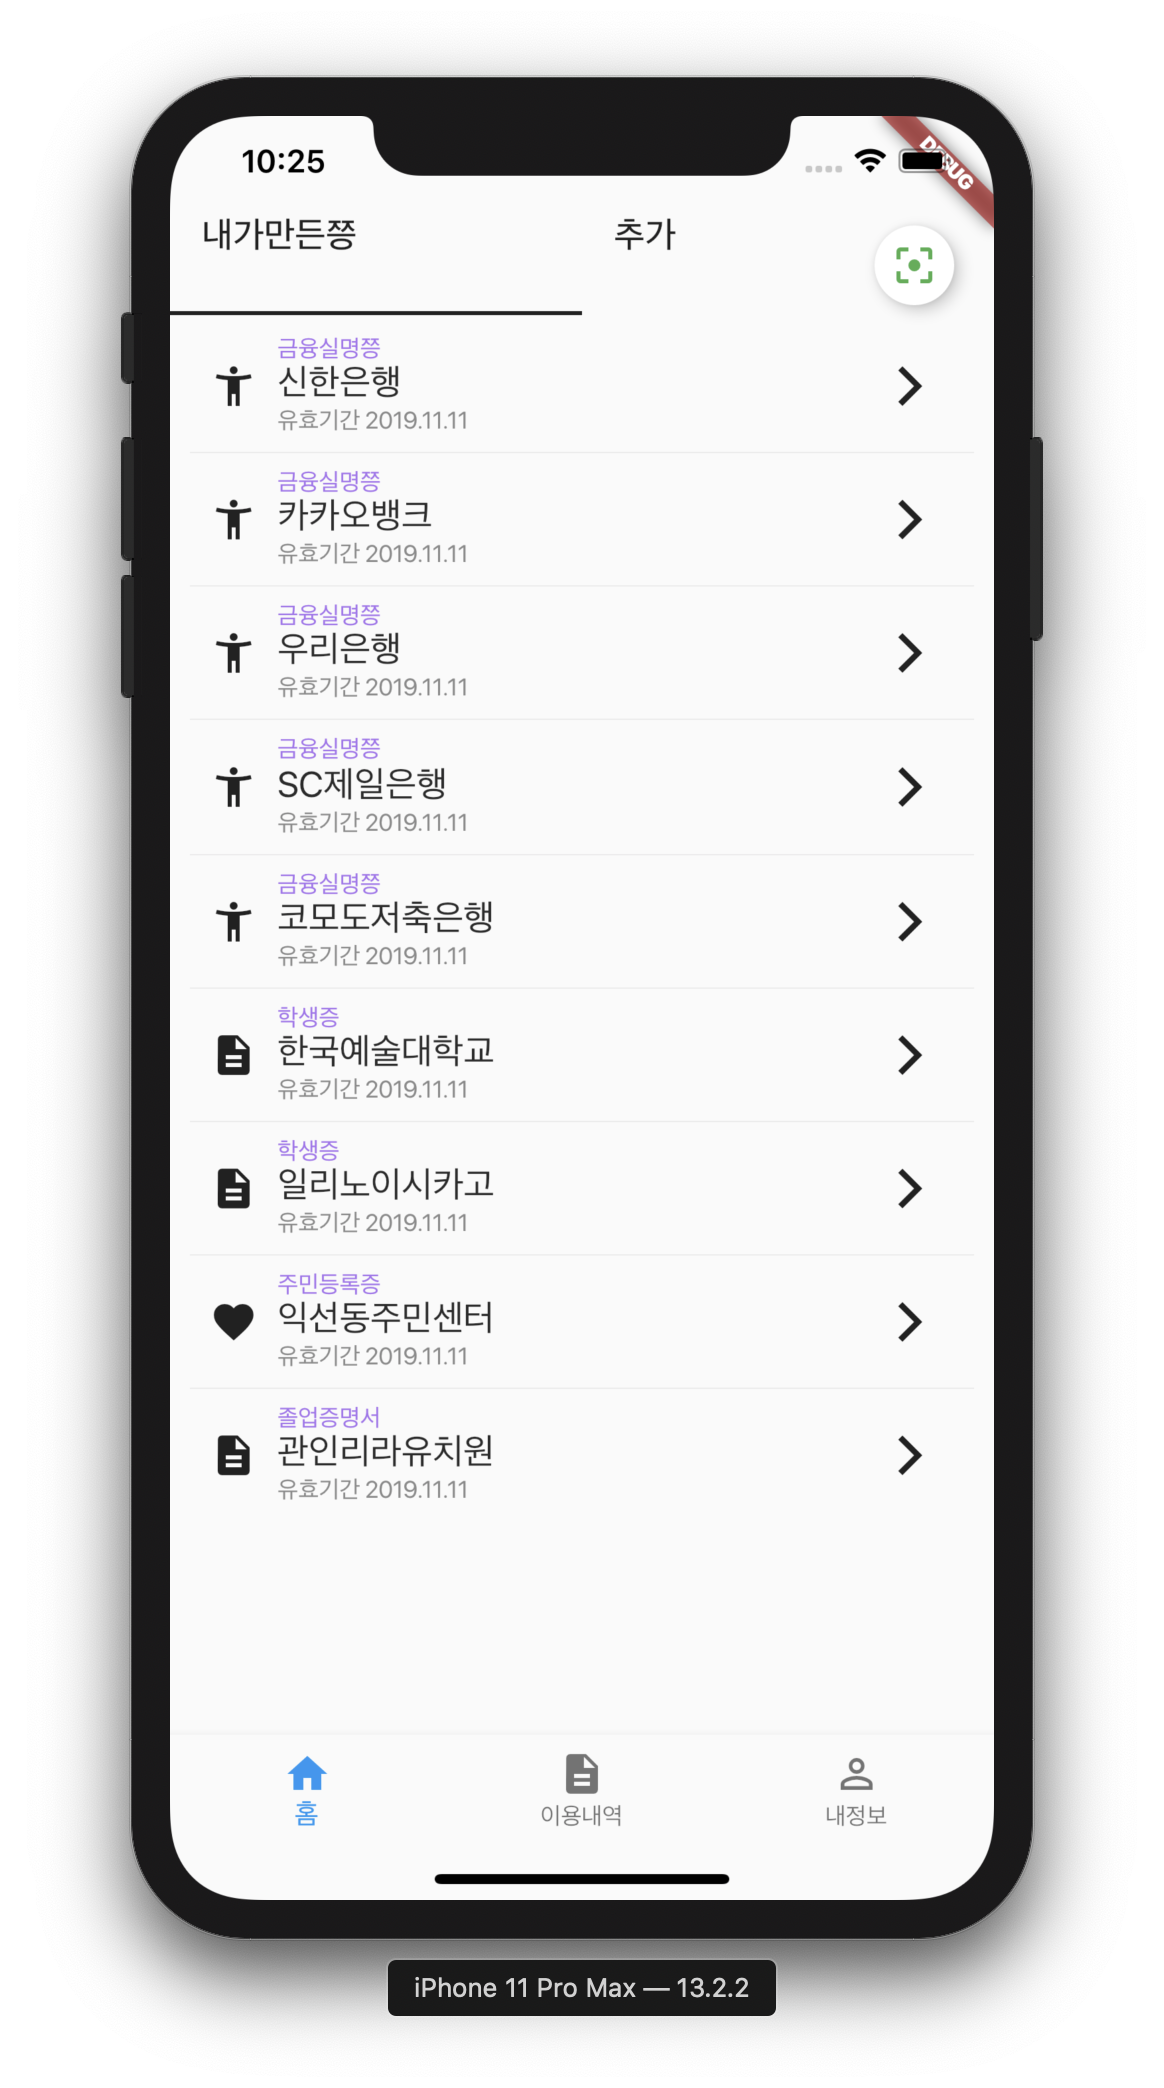 10:25
DEBUG
내가만든쯩
추가
금융실명쯩
신한은행
유효기간 2019.11.11
금융실명쯩
카카오뱅크
유효기간 2019.11.11
금융실명쯩
우리은행
유효기간 2019.11.11
금융실명쯩
SC제일은행
유효기간 2019.11.11
금융실명쯩
코모도저축은행
유효기간 2019.11.11
학생증
한국예술대학교
유효기간 2019.11.11
학생증
일리노이시카고
유효기간 2019.11.11
주민등록증
익선동주민센터
유효기간 2019.11.11
졸업증명서
관인리라유치원
유효기간 2019.11.11
홈
이용내역
내정보
iPhone 11 Pro Max — 13.2.2